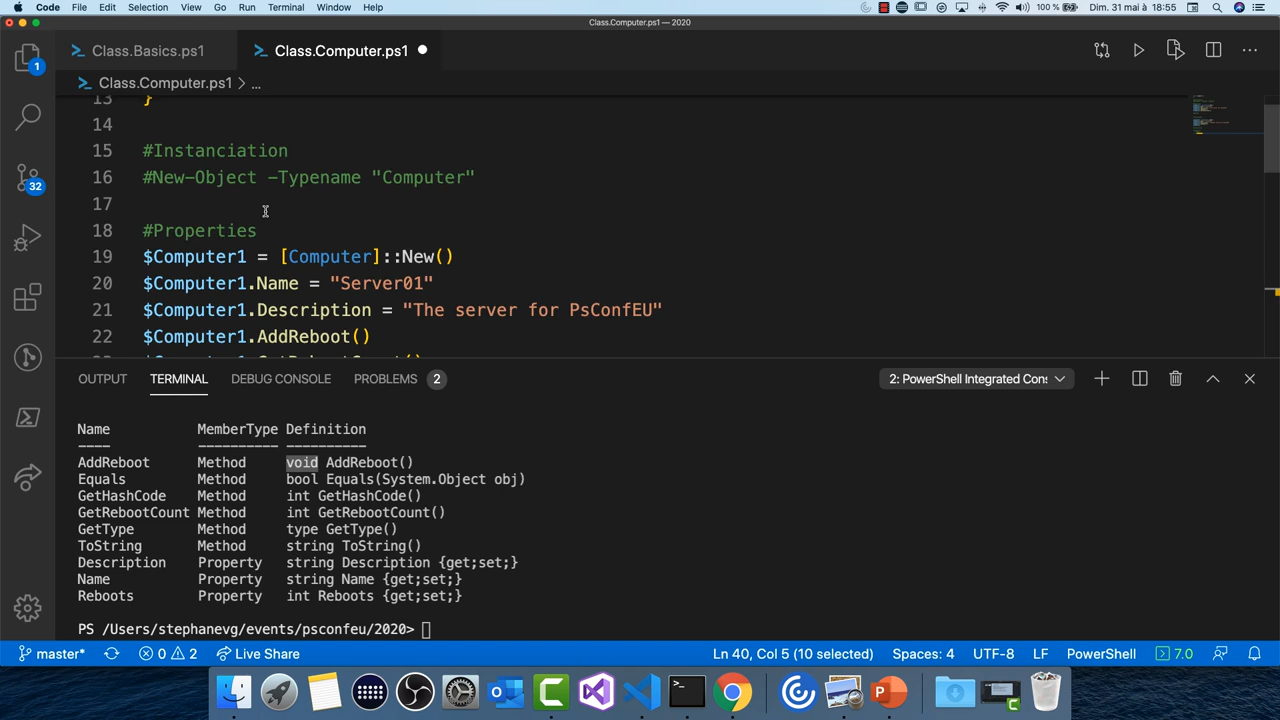 Code File Edit Selection View Go Run Terminal Window Help 100 % Dim. 31 mai à 18:55
Class.Computer.ps1 — 2020
Class.Basics.ps1 Class.Computer.ps1
Class.Computer.ps1 > ...
13 }
14
15 #Instanciation
16 #New-Object -Typename "Computer"
17
18 #Properties
19 $Computer1 = [Computer]::New()
20 $Computer1.Name = "Server01"
21 $Computer1.Description = "The server for PsConfEU"
22 $Computer1.AddReboot()
1
32
OUTPUT TERMINAL DEBUG CONSOLE PROBLEMS 2 2: PowerShell Integrated Cons
Name MemberType Definition
---- ---------- ----------
AddReboot Method void AddReboot()
Equals Method bool Equals(System.Object obj)
GetHashCode Method int GetHashCode()
GetRebootCount Method int GetRebootCount()
GetType Method type GetType()
ToString Method string ToString()
Description Property string Description {get;set;}
Name Property string Name {get;set;}
Reboots Property int Reboots {get;set;}
PS /Users/stephanevg/events/psconfeu/2020>
master* 0 2 Live Share Ln 40, Col 5 (10 selected) Spaces: 4 UTF-8 LF PowerShell 7.0